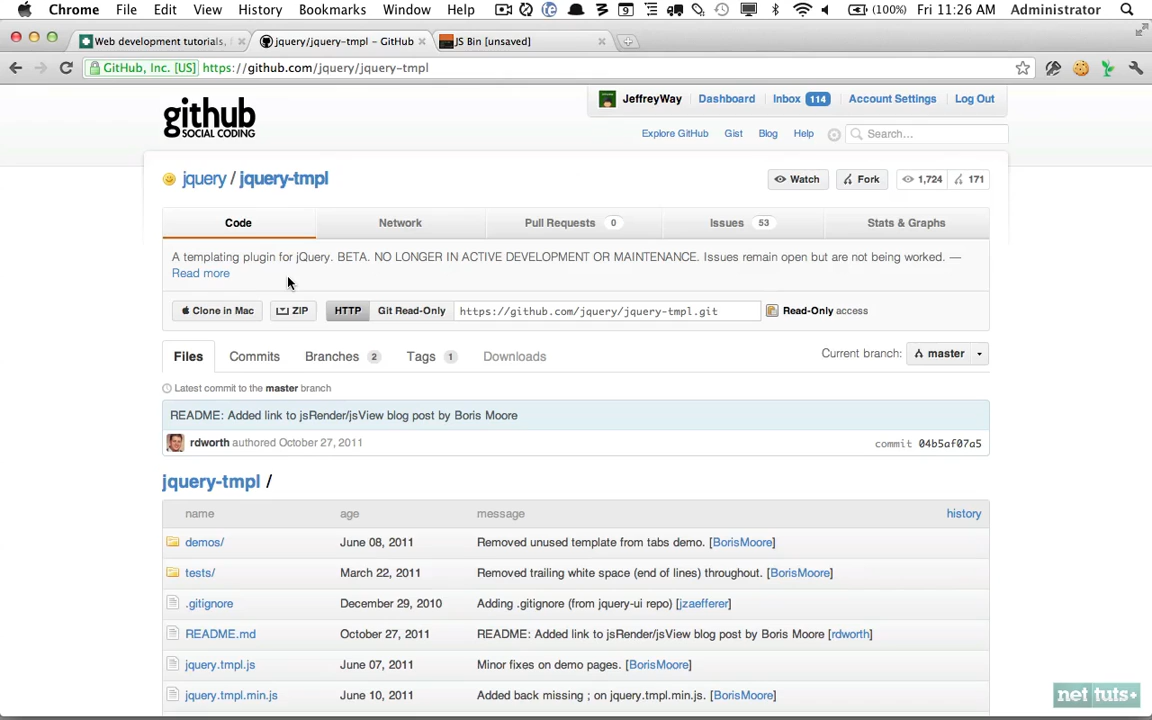 Chrome File Edit View History Bookmarks Window Help (100%) Fri 11:26 AM Administrator
Web development tutorials, jquery/jquery-tmpl – GitHub JS Bin [unsaved]
GitHub, Inc. [US] https://github.com/jquery/jquery-tmpl
github
SOCIAL CODING
JeffreyWay Dashboard Inbox 114 Account Settings Log Out
Explore GitHub Gist Blog Help Search...
jquery / jquery-tmpl
Watch Fork 1,724 171
Code Network Pull Requests 0 Issues 53 Stats & Graphs
A templating plugin for jQuery. BETA. NO LONGER IN ACTIVE DEVELOPMENT OR MAINTENANCE. Issues remain open but are not being worked. —
Read more
Clone in Mac ZIP HTTP Git Read-Only https://github.com/jquery/jquery-tmpl.git Read-Only access
Files Commits Branches 2 Tags 1 Downloads Current branch: master
Latest commit to the master branch
README: Added link to jsRender/jsView blog post by Boris Moore
rdworth authored October 27, 2011 commit 04b5af07a5
jquery-tmpl /
name age message history
demos/ June 08, 2011 Removed unused template from tabs demo. [BorisMoore]
tests/ March 22, 2011 Removed trailing white space (end of lines) throughout. [BorisMoore]
.gitignore December 29, 2010 Adding .gitignore (from jquery-ui repo) [jzaefferer]
README.md October 27, 2011 README: Added link to jsRender/jsView blog post by Boris Moore [rdworth]
jquery.tmpl.js June 07, 2011 Minor fixes on demo pages. [BorisMoore]
jquery.tmpl.min.js June 10, 2011 Added back missing ; on jquery.tmpl.min.js. [BorisMoore]
net tuts+